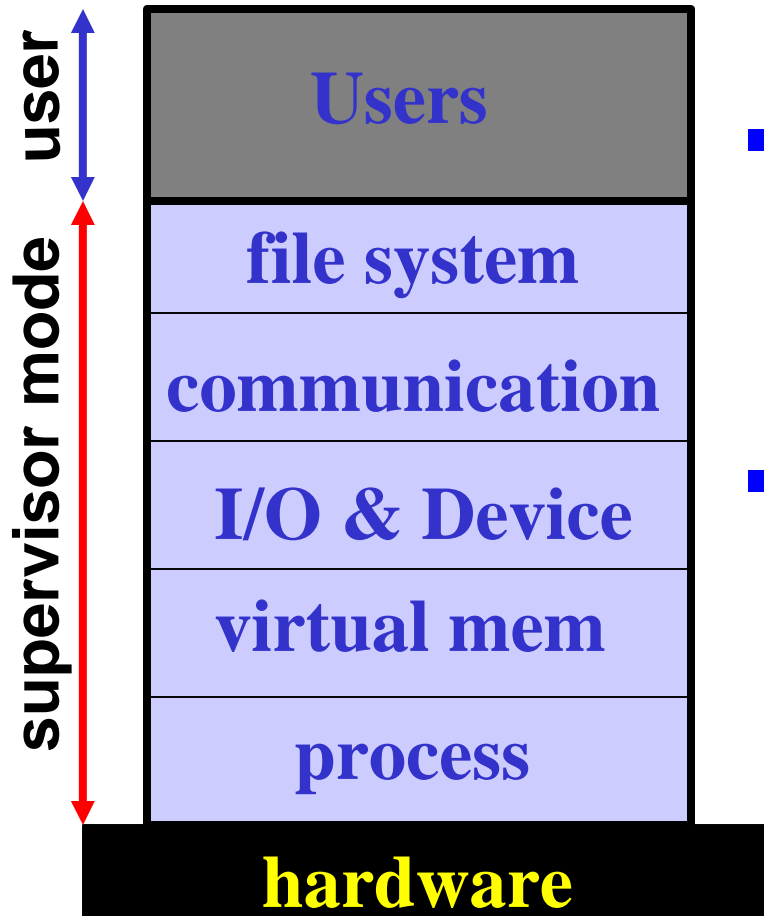 user
Users
supervisor mode
file system
communication
I/O & Device
virtual mem
process
hardware